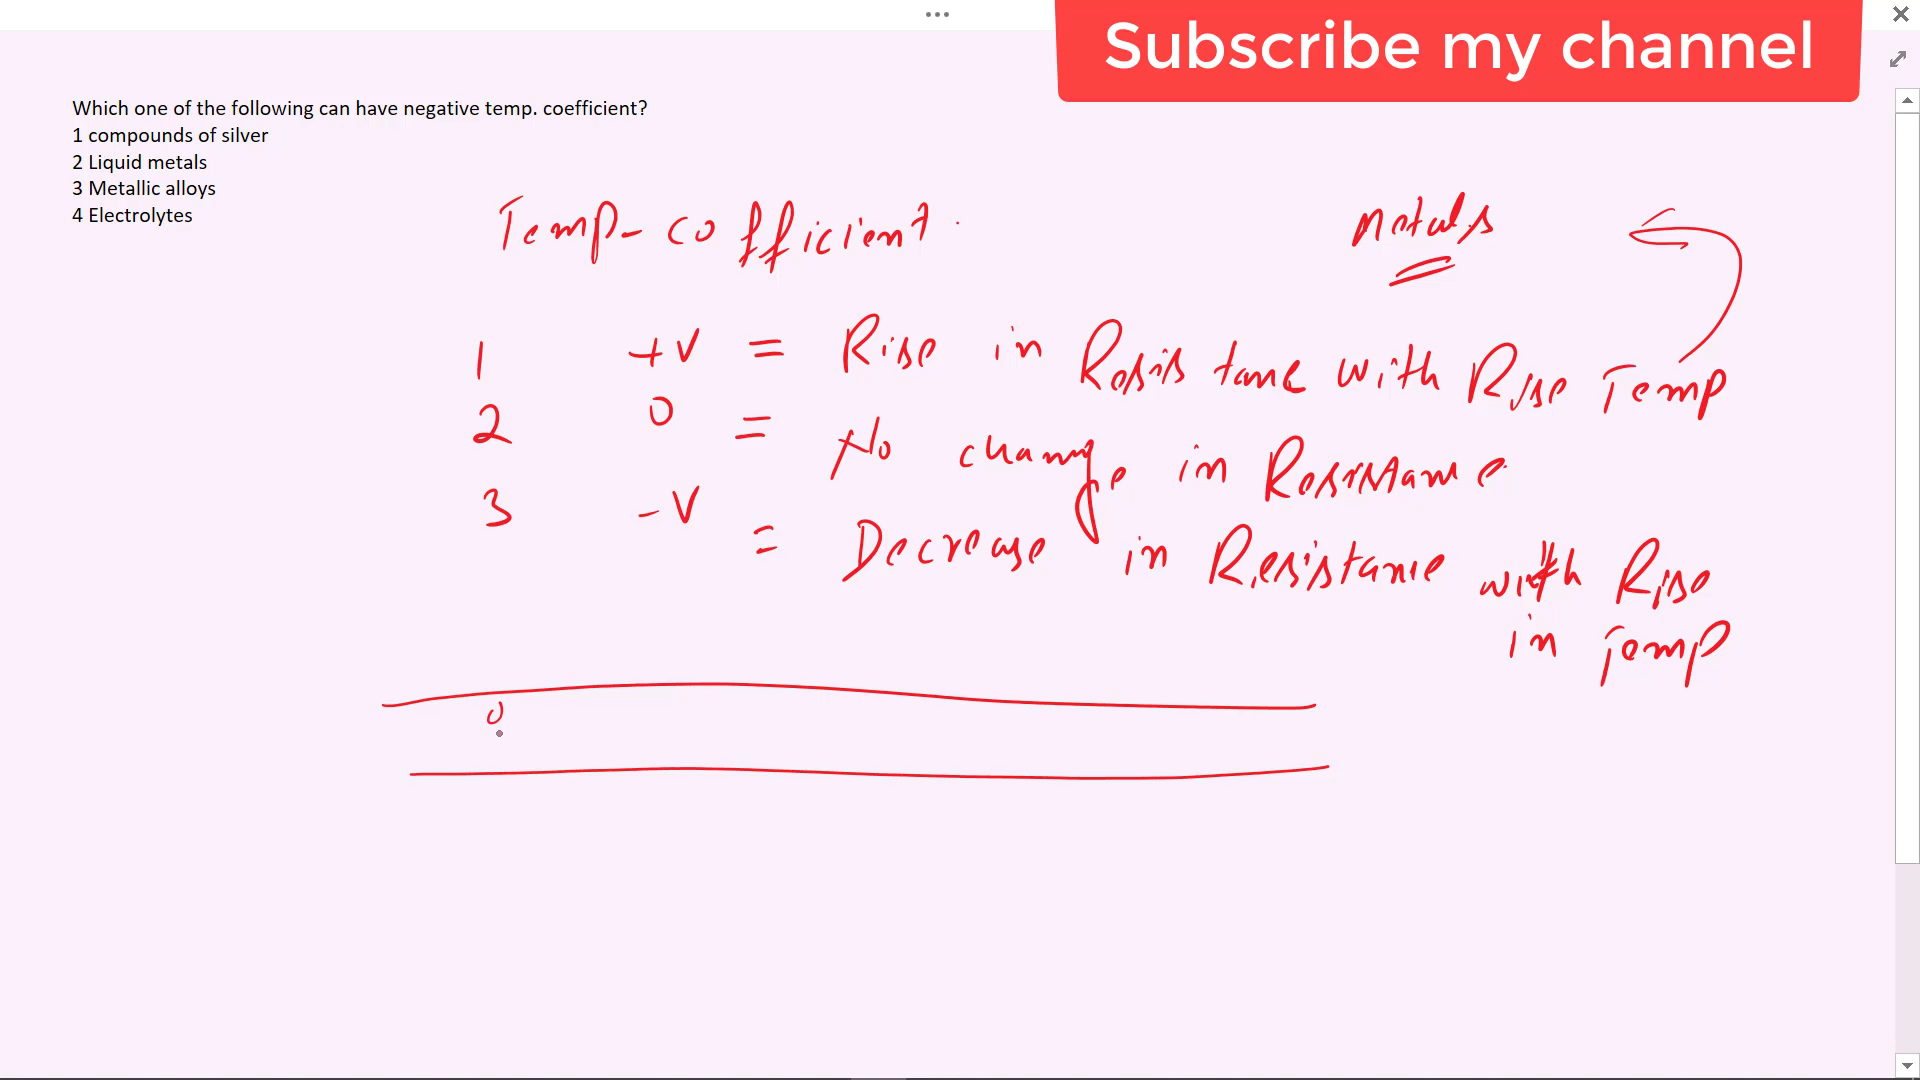 Subscribe my channel
Which one of the following can have negative temp. coefficient?
1 compounds of silver
2 Liquid metals
3 Metallic alloys
4 Electrolytes
Temp- cofficient.
metals
1 +V = Rise in Resistance with Rise Temp
2 0 = No change in Resistance
3 -V = Decrease in Resistance with Rise
in Temp
0